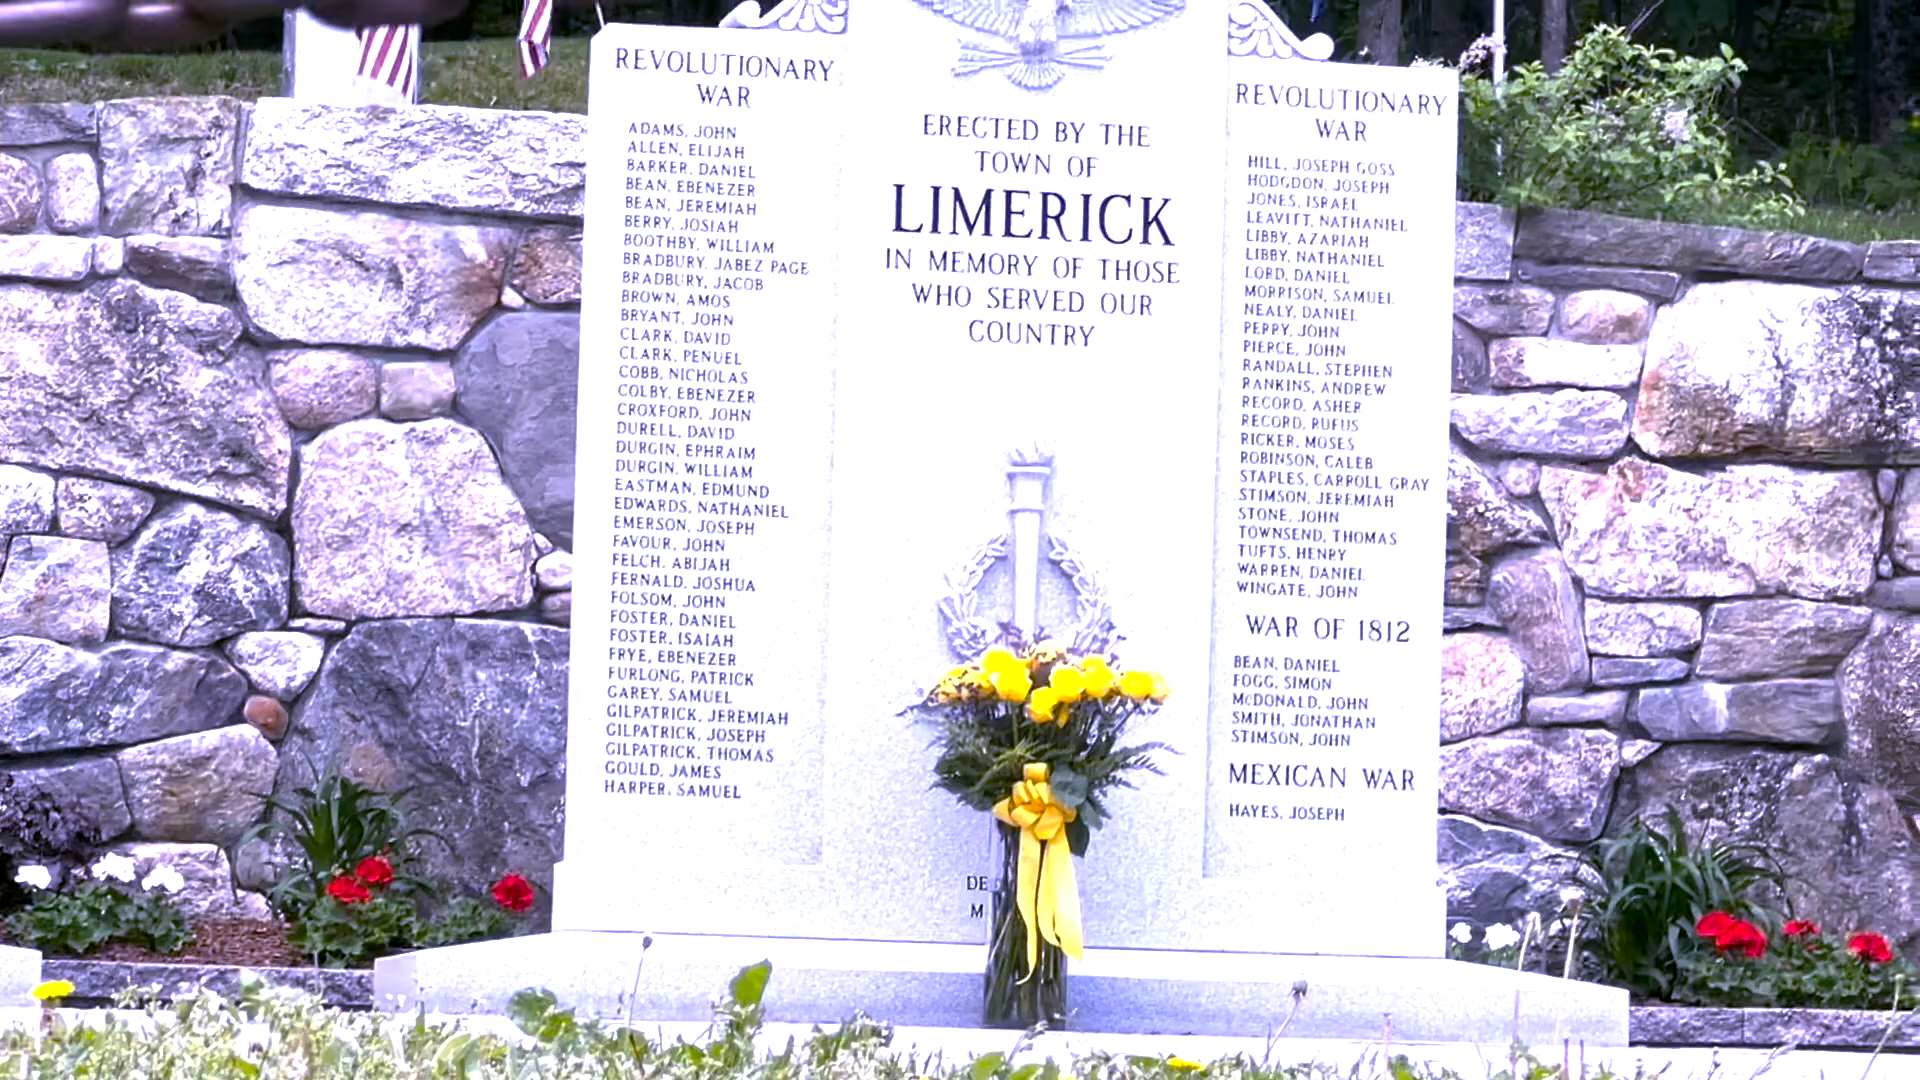 REVOLUTIONARY
WAR
ADAMS, JOHN
ALLEN, ELIJAH
BARKER, DANIEL
BEAN, EBENEZER
BEAN, JEREMIAH
BERRY, JOSIAH
BOOTHBY, WILLIAM
BRADBURY, JABEZ PAGE
BRADBURY, JACOB
BROWN, AMOS
BRYANT, JOHN
CLARK, DAVID
CLARK, PENUEL
COBB, NICHOLAS
COLBY, EBENEZER
CROXFORD, JOHN
DURELL, DAVID
DURGIN, EPHRAIM
DURGIN, WILLIAM
EASTMAN, EDMUND
EDWARDS, NATHANIEL
EMERSON, JOSEPH
FAVOUR, JOHN
FELCH, ABIJAH
FERNALD, JOSHUA
FOLSOM, JOHN
FOSTER, DANIEL
FOSTER, ISAIAH
FRYE, EBENEZER
FURLONG, PATRICK
GAREY, SAMUEL
GILPATRICK, JEREMIAH
GILPATRICK, JOSEPH
GILPATRICK, THOMAS
GOULD, JAMES
HARPER, SAMUEL
ERECTED BY THE
TOWN OF
LIMERICK
IN MEMORY OF THOSE
WHO SERVED OUR
COUNTRY
DE
M
REVOLUTIONARY
WAR
HILL, JOSEPH GOSS
HODGDON, JOSEPH
JONES, ISRAEL
LEAVITT, NATHANIEL
LIBBY, AZARIAH
LIBBY, NATHANIEL
LORD, DANIEL
MORRISON, SAMUEL
NEALY, DANIEL
PERRY, JOHN
PIERCE, JOHN
RANDALL, STEPHEN
RANKINS, ANDREW
RECORD, ASHER
RECORD, RUFUS
RICKER, MOSES
ROBINSON, CALEB
STAPLES, CARROLL GRAY
STIMSON, JEREMIAH
STONE, JOHN
TOWNSEND, THOMAS
TUFTS, HENRY
WARREN, DANIEL
WINGATE, JOHN
WAR OF 1812
BEAN, DANIEL
FOGG, SIMON
McDONALD, JOHN
SMITH, JONATHAN
STIMSON, JOHN
MEXICAN WAR
HAYES, JOSEPH